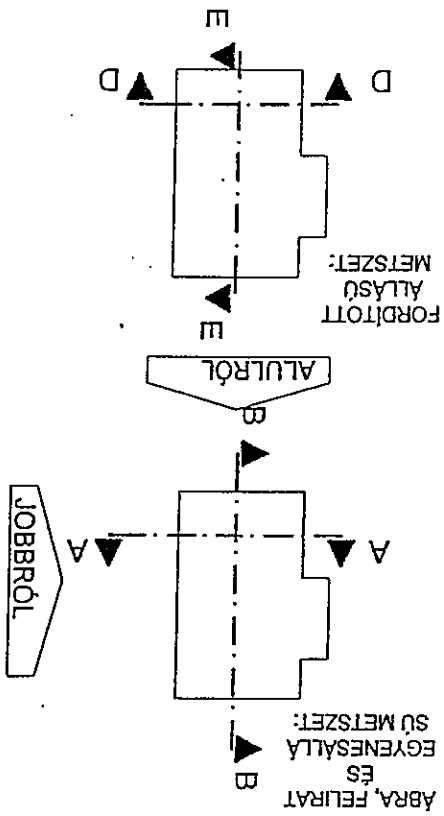 ÁBRA, FELIRAT
ÉS
EGYENESÁLLÁ
SÚ METSZET:
B
A A
JOBBRÓL
B
ALULRÓL
FORDÍTOTT
ÁLLÁSÚ
METSZET:
E
D D
E